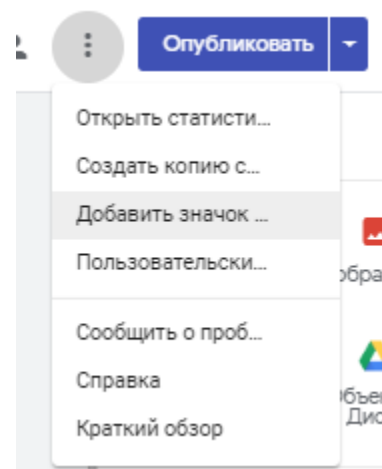 Опубликовать
Открыть статисти...
Создать копию с...
Добавить значок ...
Пользовательски...
Сообщить о проб...
Справка
Краткий обзор